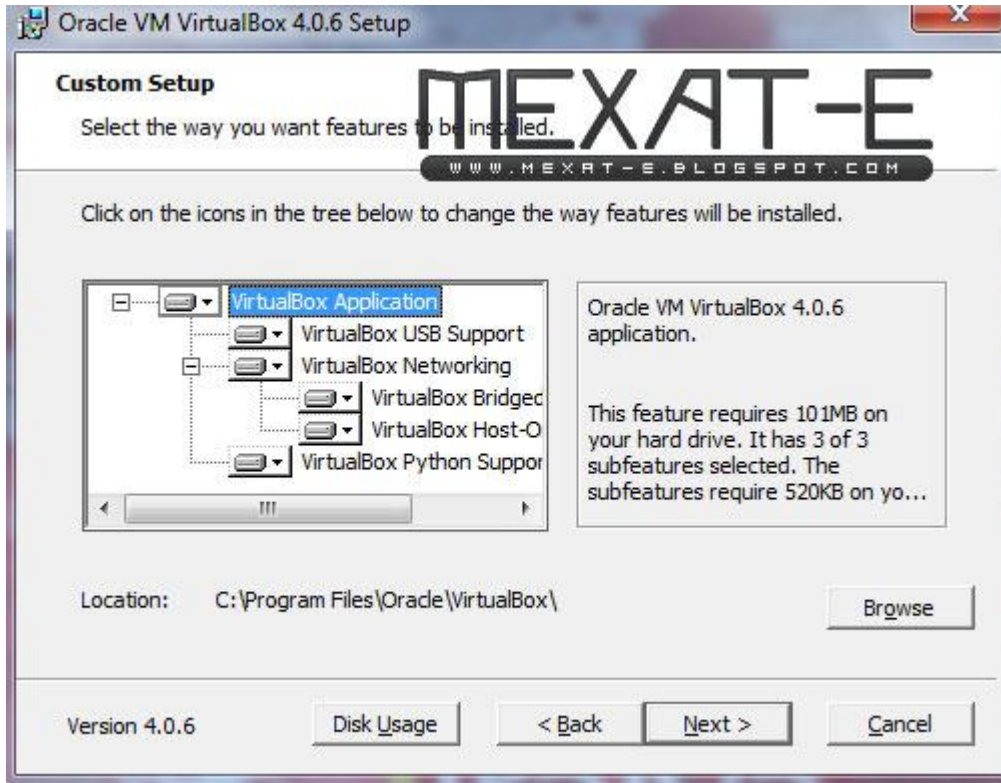 Oracle VM VirtualBox 4.0.6 Setup
Custom Setup
Select the way you want features to be installed.
MEXAT-E
WWW.MEXAT-E.BLOGSPOT.COM
Click on the icons in the tree below to change the way features will be installed.
VirtualBox Application
VirtualBox USB Support
VirtualBox Networking
VirtualBox Bridged
VirtualBox Host-O
VirtualBox Python Suppor
Oracle VM VirtualBox 4.0.6
application.
This feature requires 101MB on
your hard drive. It has 3 of 3
subfeatures selected. The
subfeatures require 520KB on yo...
Location: C:\Program Files\Oracle\VirtualBox\
Browse
Version 4.0.6 Disk Usage < Back Next > Cancel